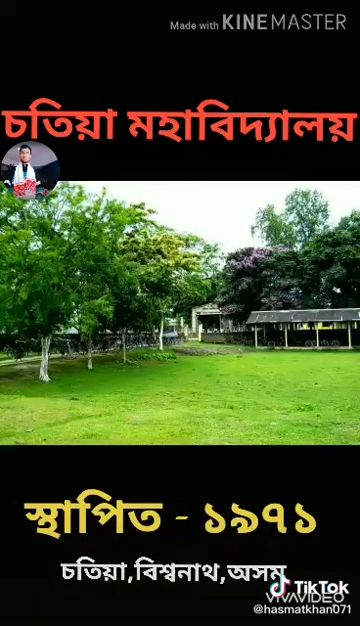 Made with KINEMASTER
চতিয়া মহাবিদ্যালয়
স্থাপিত - ১৯৭১
চতিয়া,বিশ্বনাথ,অসম
TikTok
VIVAVIDEO
@hasmatkhan071